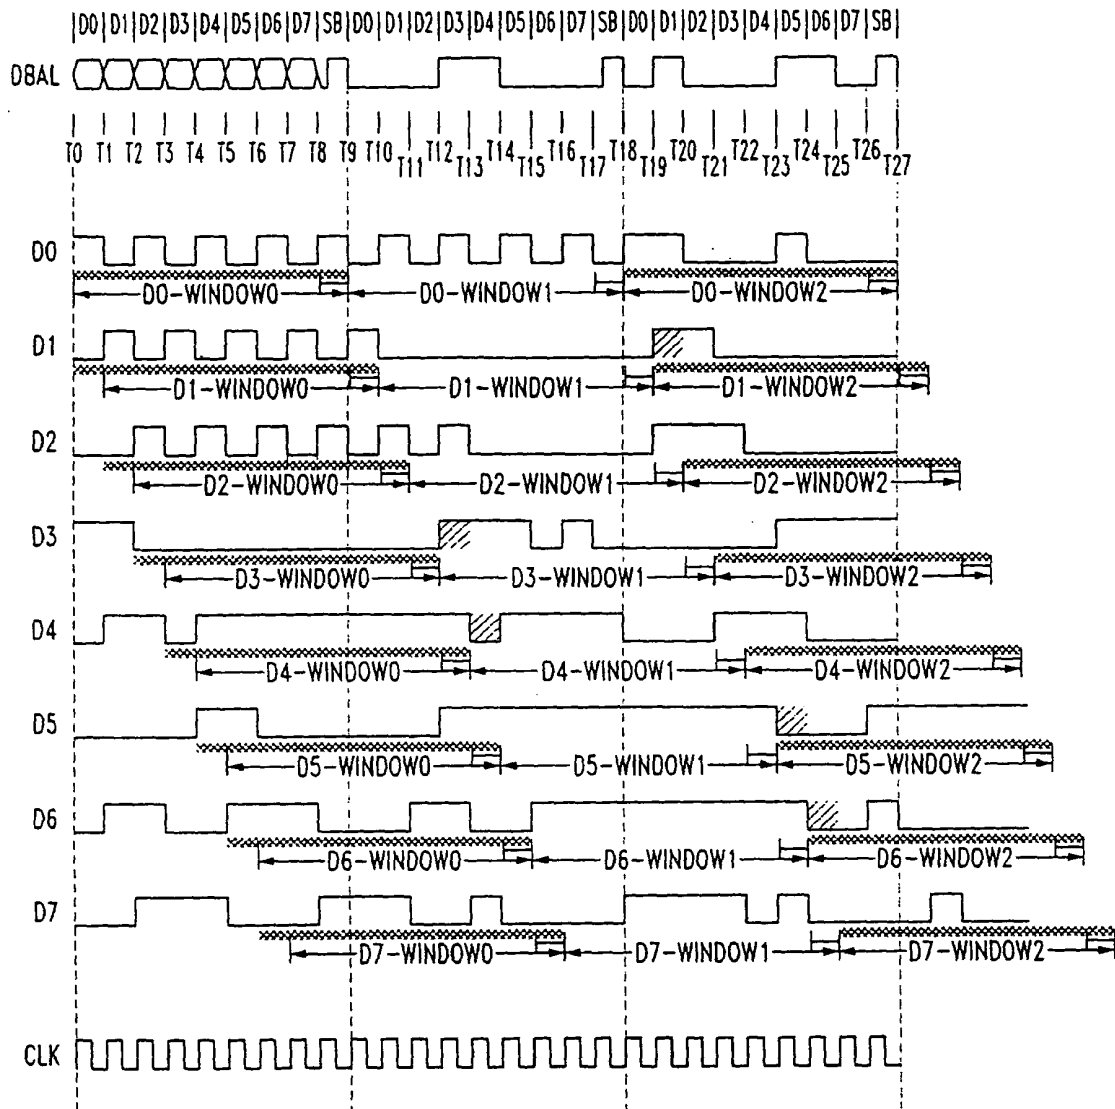 D0 D1 D2 D3 D4 D5 D6 D7 SB D0 D1 D2 D3 D4 D5 D6 D7 SB D0 D1 D2 D3 D4 D5 D6 D7 SB
DBAL
T0 T1 T2 T3 T4 T5 T6 T7 T8 T9 T10 T11 T12 T13 T14 T15 T16 T17 T18 T19 T20 T21 T22 T23 T24 T25 T26 T27
D0
D0-WINDOW0 D0-WINDOW1 D0-WINDOW2
D1
D1-WINDOW0 D1-WINDOW1 D1-WINDOW2
D2
D2-WINDOW0 D2-WINDOW1 D2-WINDOW2
D3
D3-WINDOW0 D3-WINDOW1 D3-WINDOW2
D4
D4-WINDOW0 D4-WINDOW1 D4-WINDOW2
D5
D5-WINDOW0 D5-WINDOW1 D5-WINDOW2
D6
D6-WINDOW0 D6-WINDOW1 D6-WINDOW2
D7
D7-WINDOW0 D7-WINDOW1 D7-WINDOW2
CLK